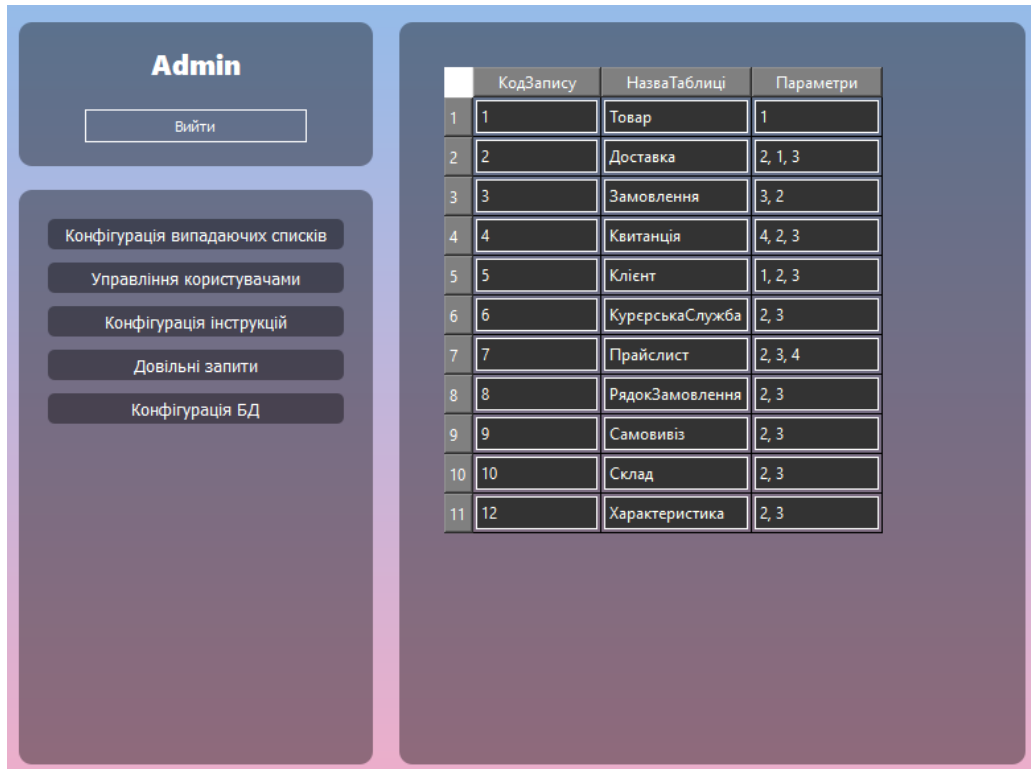 Admin
Вийти
Конфігурація випадаючих списків
Управління користувачами
Конфігурація інструкцій
Довільні запити
Конфігурація БД
КодЗапису НазваТаблиці Параметри
1 1 Товар 1
2 2 Доставка 2, 1, 3
3 3 Замовлення 3, 2
4 4 Квитанція 4, 2, 3
5 5 Клієнт 1, 2, 3
6 6 КурєрськаСлужба 2, 3
7 7 Прайслист 2, 3, 4
8 8 РядокЗамовлення 2, 3
9 9 Самовивіз 2, 3
10 10 Склад 2, 3
11 12 Характеристика 2, 3